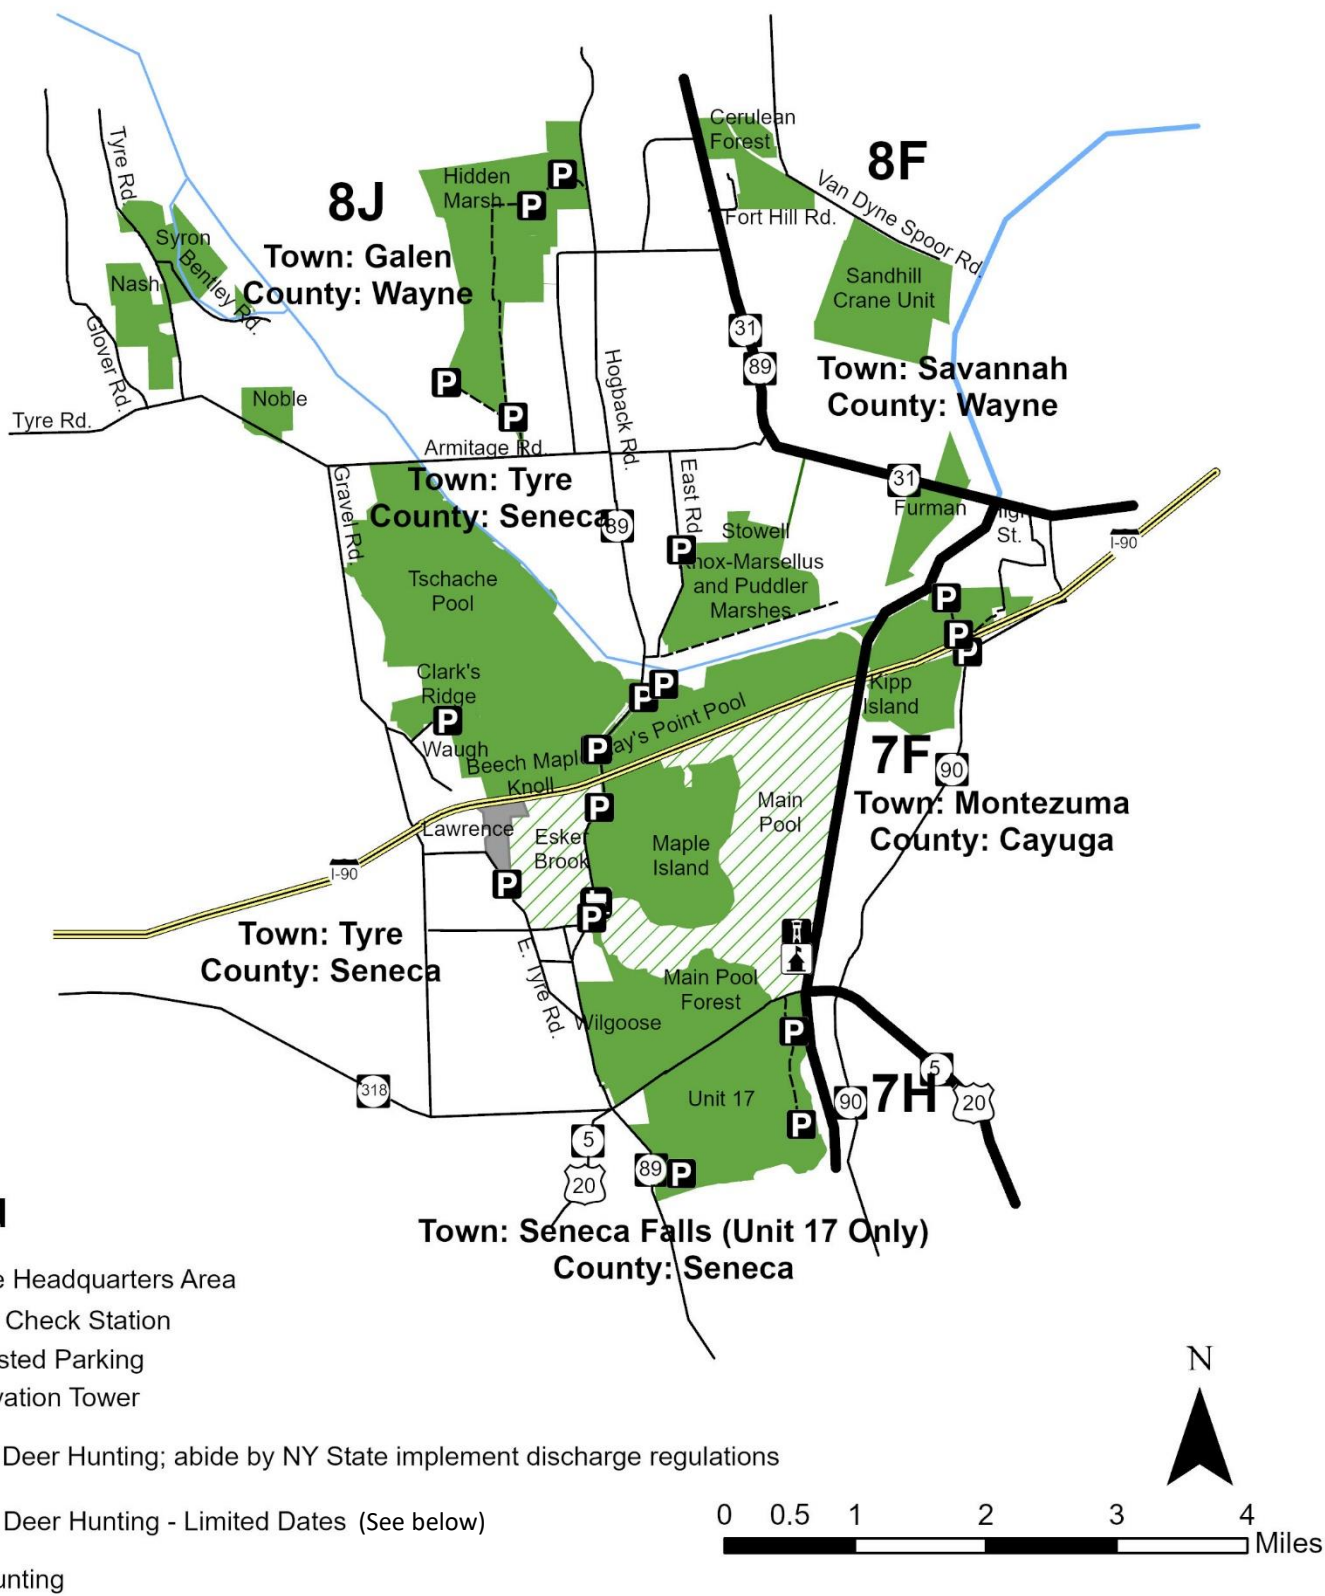 Cerulean
Forest
8F
Tyre Rd.
Hidden
Marsh
P
P
8J
Van Dyne Spoor Rd.
Fort Hill Rd.
Syron
Town: Galen
County: Wayne
Bentley Rd.
Nash
Sandhill
Crane Unit
31
89
Glover Rd.
Hogback Rd.
Town: Savannah
County: Wayne
P
P
Noble
Tyre Rd.
Armitage Rd.
Gravel Rd.
Town: Tyre
County: Seneca
89
East Rd.
31
Furman
St.
Stowell
I-90
P
Knox-Marsellus
and Puddler
Marshes
Tschache
Pool
P
P
P
Clark's
Ridge
P
P
P
Kipp
Island
Waugh
Beech Maple
Knoll
P
ay's Point Pool
7F
90
Town: Montezuma
County: Cayuga
P
Main
Pool
Lawrence
Esker
Brook
Maple
Island
I-90
P
P
Town: Tyre
County: Seneca
E. Tyre Rd.
Main Pool
Forest
Wilgoose
P
318
Unit 17
P
90
7H
5
20
5
20
89
P
Town: Seneca Falls (Unit 17 Only)
County: Seneca
d
e Headquarters Area
Check Station
sted Parking
vation Tower
Deer Hunting; abide by NY State implement discharge regulations
Deer Hunting - Limited Dates (See below)
unting
N
0 0.5 1 2 3 4
Miles